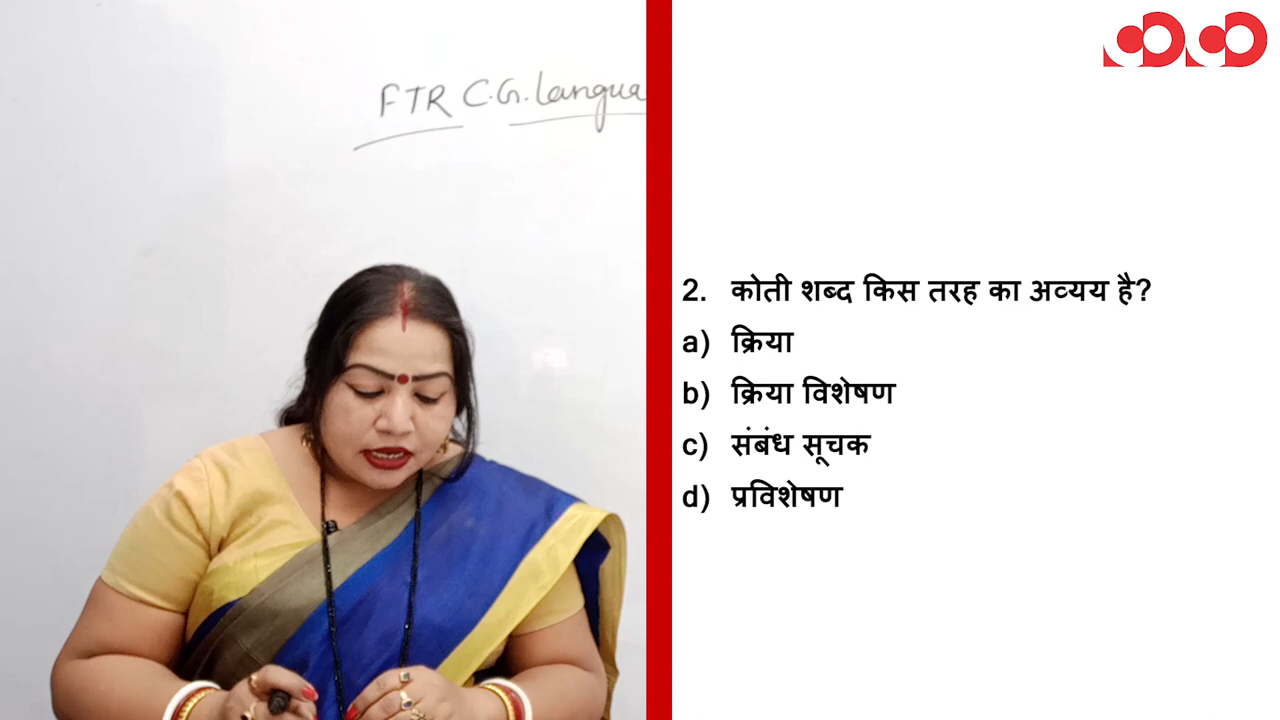 FTR C.G. Langua
2. कोती शब्द किस तरह का अव्यय है?
a) क्रिया
b) क्रिया विशेषण
c) संबंध सूचक
d) प्रविशेषण